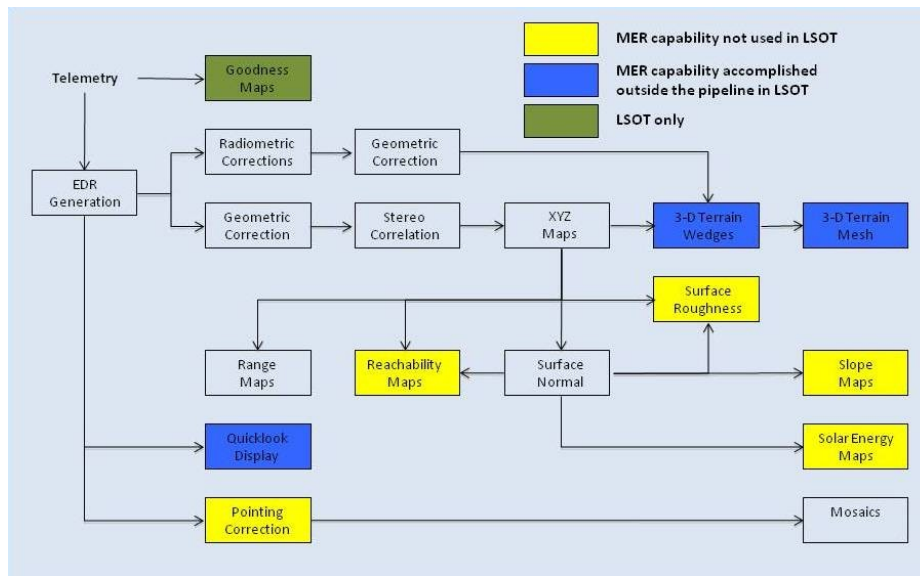 MER capability not used in LSOT
MER capability accomplished
outside the pipeline in LSOT
LSOT only
Telemetry
Goodness
Maps
Radiometric
Corrections
Geometric
Correction
EDR
Generation
Geometric
Correction
Stereo
Correlation
XYZ
Maps
3-D Terrain
Wedges
3-D Terrain
Mesh
Surface
Roughness
Range
Maps
Reachability
Maps
Surface
Normal
Slope
Maps
Quicklook
Display
Solar Energy
Maps
Pointing
Correction
Mosaics